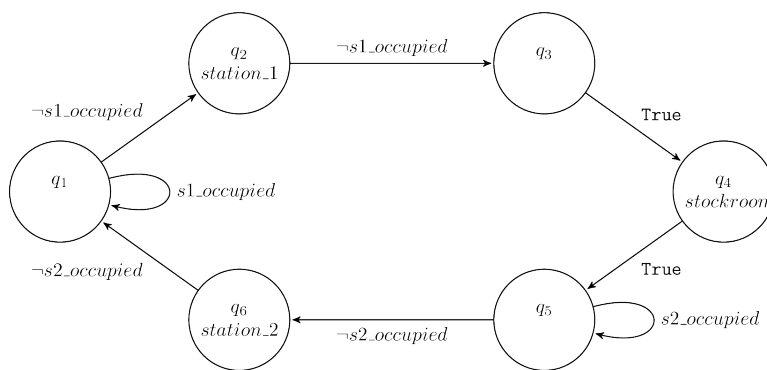 q2
station_1
¬s1_occupied
q3
¬s1_occupied
True
q1
s1_occupied
q4
stockroom
¬s2_occupied
True
q6
station_2
¬s2_occupied
q5
s2_occupied